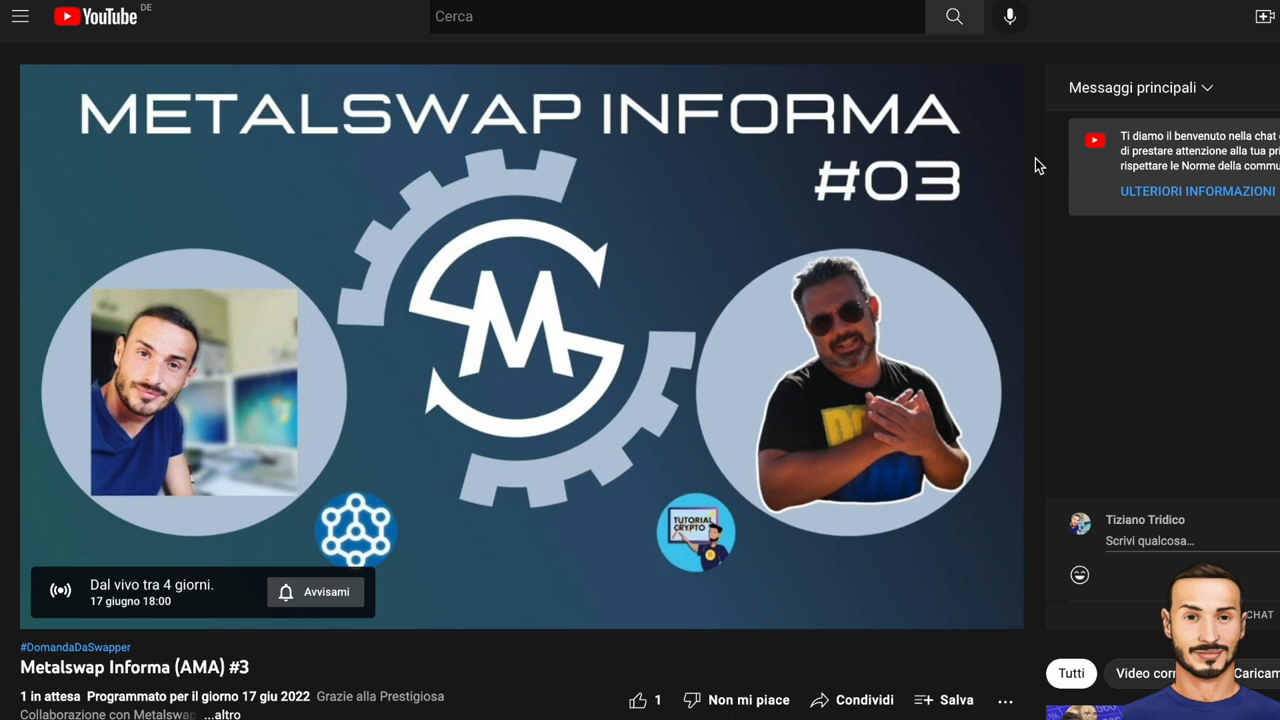 YouTube DE
Cerca
METALSWAP INFORMA
#03
TUTORIAL
CRYPTO
Dal vivo tra 4 giorni.
17 giugno 18:00
Avvisami
#DomandaDaSwapper
Metalswap Informa (AMA) #3
1 in attesa Programmato per il giorno 17 giu 2022 Grazie alla Prestigiosa
Collaborazione con Metalswap ...altro
1 Non mi piace Condividi Salva
Messaggi principali
Ti diamo il benvenuto nella chat
di prestare attenzione alla tua pri
rispettare le Norme della commu
ULTERIORI INFORMAZIONI
Tiziano Tridico
Scrivi qualcosa...
CHAT
Tutti Video cor Caricam